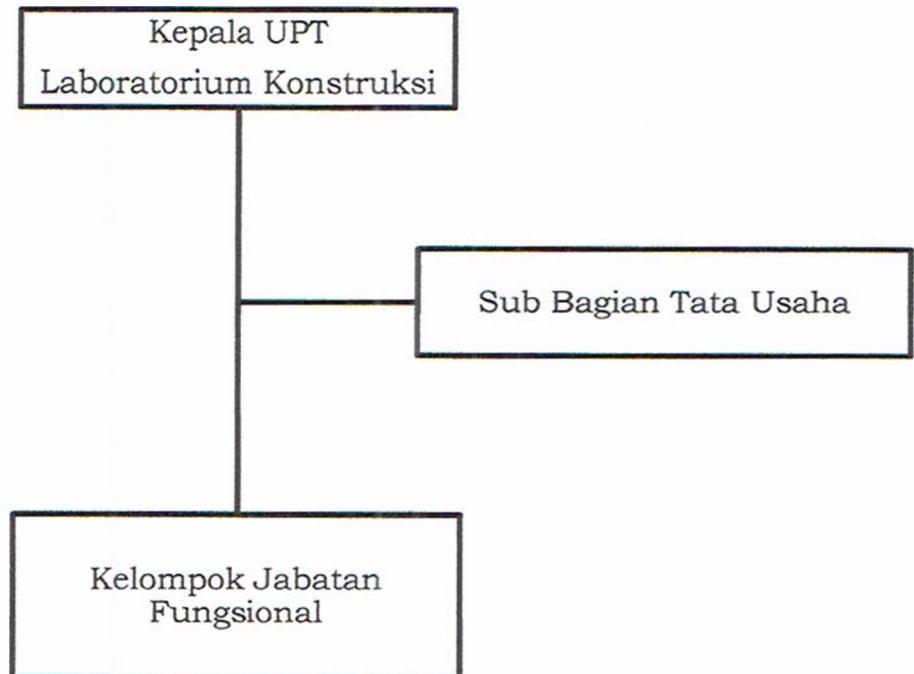 Kepala UPT
Laboratorium Konstruksi
Sub Bagian Tata Usaha
Kelompok Jabatan
Fungsional